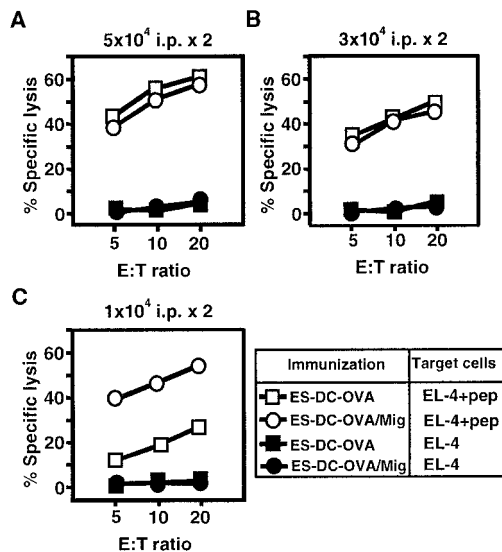 A
5x10⁴ i.p. x 2
% Specific lysis
60
40
20
0
5 10 20
E:T ratio
B
3x10⁴ i.p. x 2
% Specific lysis
60
40
20
0
5 10 20
E:T ratio
C
1x10⁴ i.p. x 2
% Specific lysis
60
40
20
0
5 10 20
E:T ratio
Immunization Target cells
ES-DC-OVA EL-4+pep
ES-DC-OVA/Mig EL-4+pep
ES-DC-OVA EL-4
ES-DC-OVA/Mig EL-4